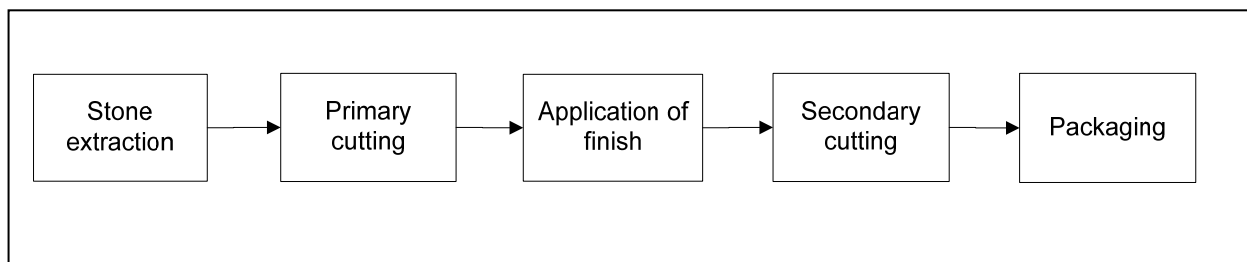 Stone
extraction
Primary
cutting
Application of
finish
Secondary
cutting
Packaging